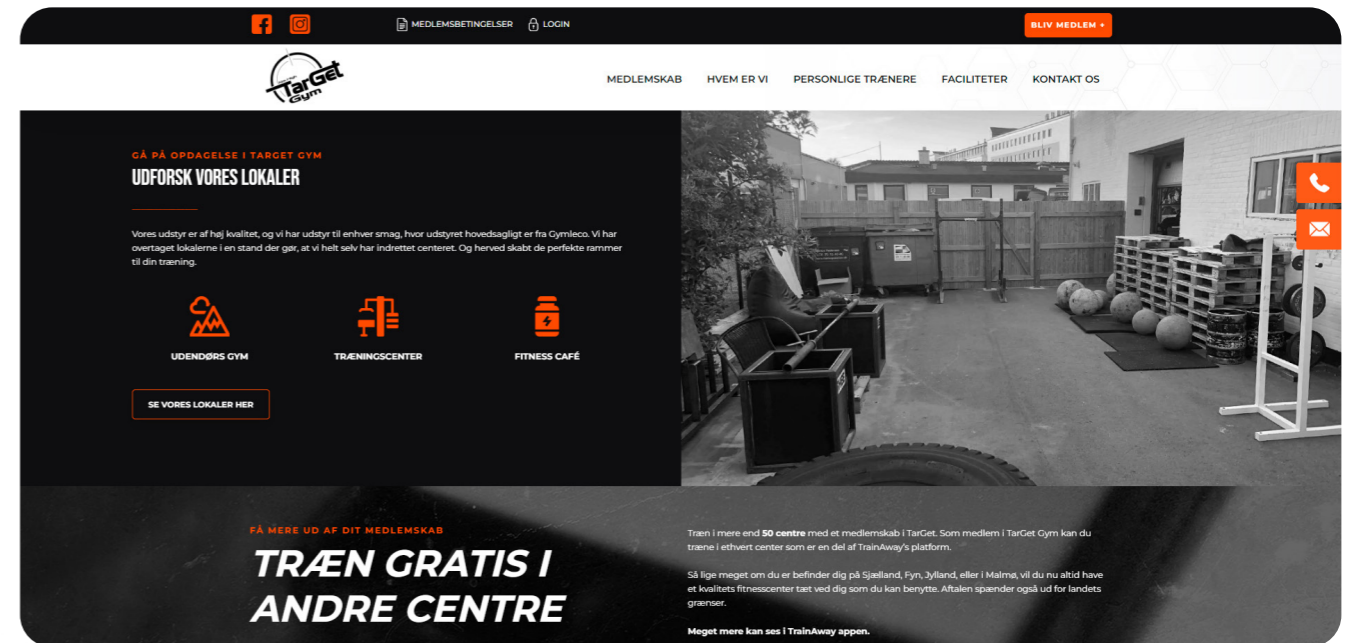 MEDLEMSBETINGELSER
LOGIN
BLIV MEDLEM +
TarGet
Gym
MEDLEMSKAB
HVEM ER VI
PERSONLIGE TRÆNERE
FACILITETER
KONTAKT OS
GÅ PÅ OPDAGELSE I TARGET GYM
UDFORSK VORES LOKALER
Vores udstyr er af høj kvalitet, og vi har udstyr til enhver smag, hvor udstyret hovedsagligt er fra Gymleco. Vi har
overtaget lokalerne i en stand der gør, at vi helt selv har indrettet centeret. Og herved skabt de perfekte rammer
til din træning.
UDENDØRS GYM
TRÆNINGSCENTER
FITNESS CAFÉ
SE VORES LOKALER HER
FÅ MERE UD AF DIT MEDLEMSKAB
TRÆN GRATIS I
ANDRE CENTRE
Træn i mere end 50 centre med et medlemskab i TarGet. Som medlem i TarGet Gym kan du
træne i ethvert center som er en del af TrainAway's platform.
Så lige meget om du er befinder dig på Sjælland, Fyn, Jylland, eller i Malmø, vil du nu altid have
et kvalitets fitnesscenter tæt ved dig som du kan benytte. Aftalen spænder også ud for landets
grænser.
Meget mere kan ses i TrainAway appen.